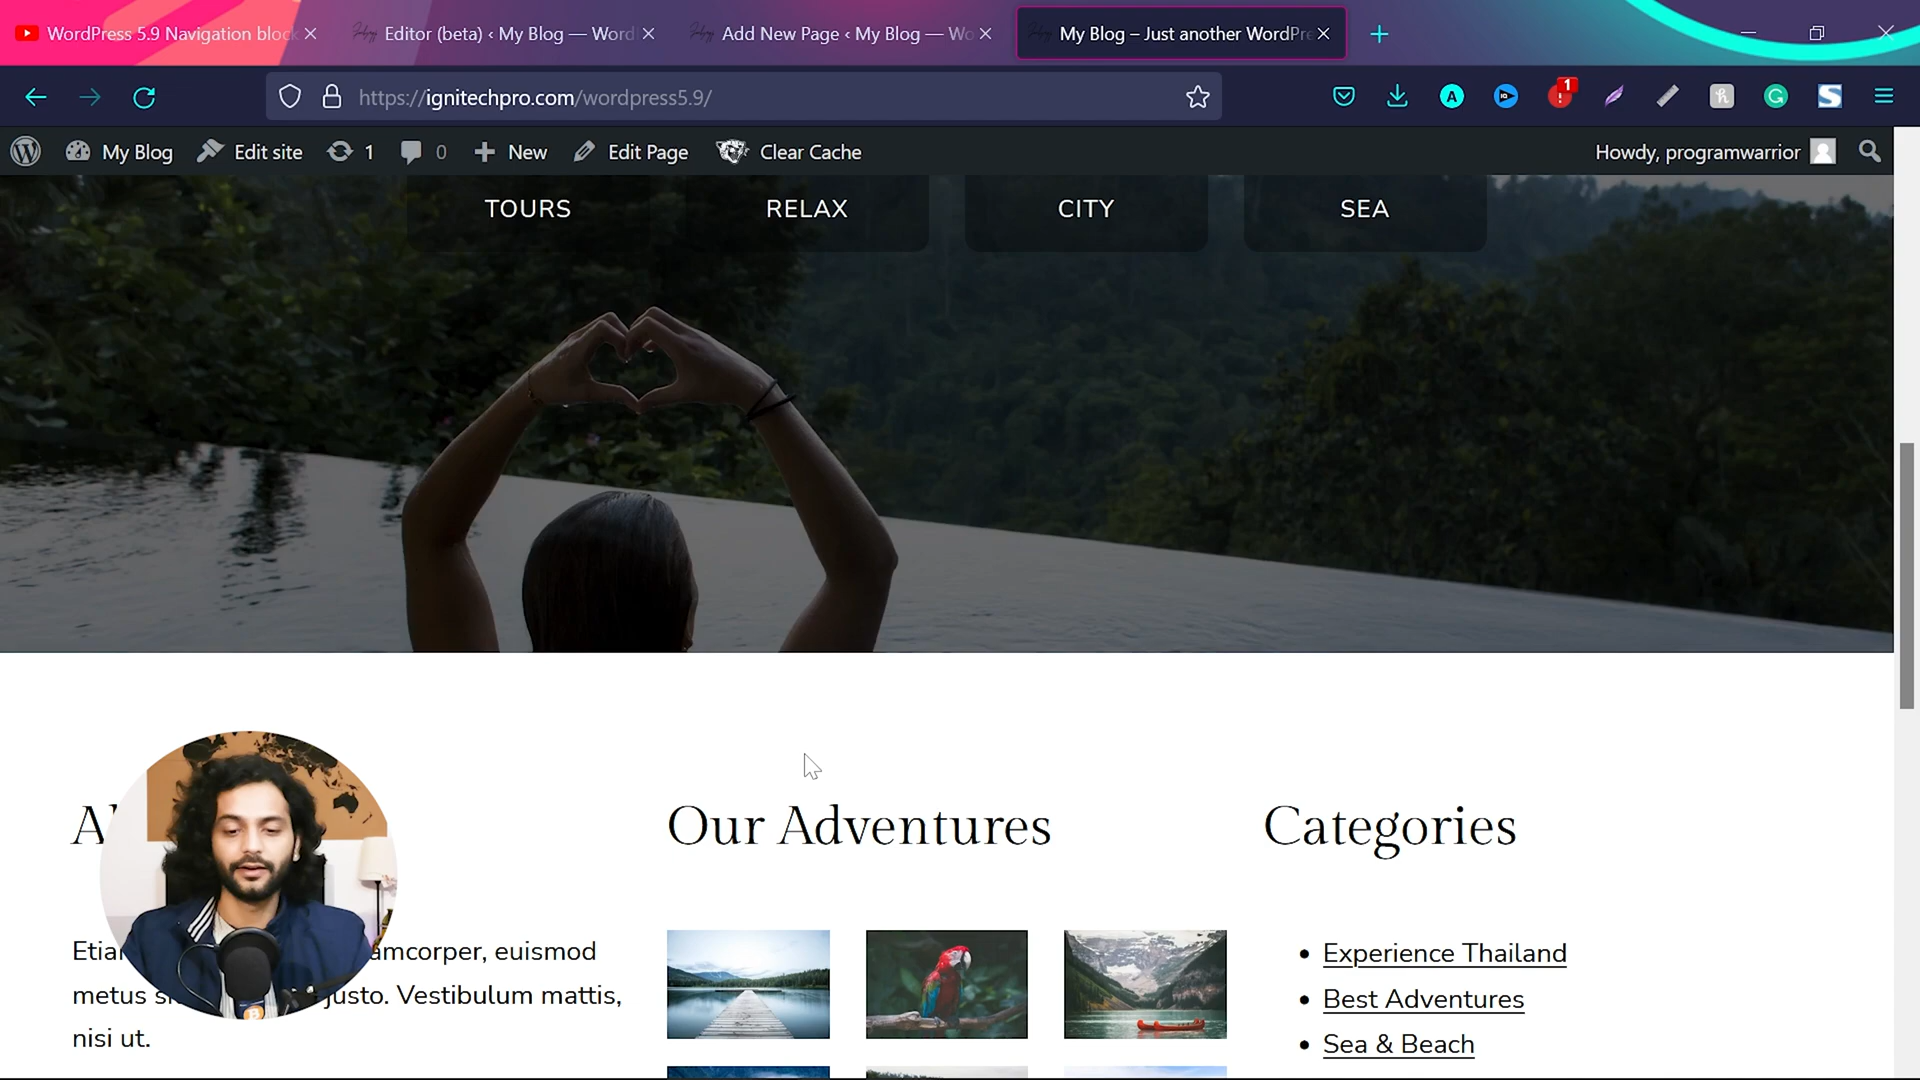 WordPress 5.9 Navigation block
Editor (beta) ‹ My Blog — Word
Add New Page ‹ My Blog — Wo
My Blog – Just another WordPre
https://ignitechpro.com/wordpress5.9/
1
My Blog
Edit site
1
0
New
Edit Page
Clear Cache
Howdy, programwarrior
TOURS
RELAX
CITY
SEA
Our Adventures
Categories
amcorper, euismod
metus justo. Vestibulum mattis,
nisi ut.
Experience Thailand
Best Adventures
Sea & Beach